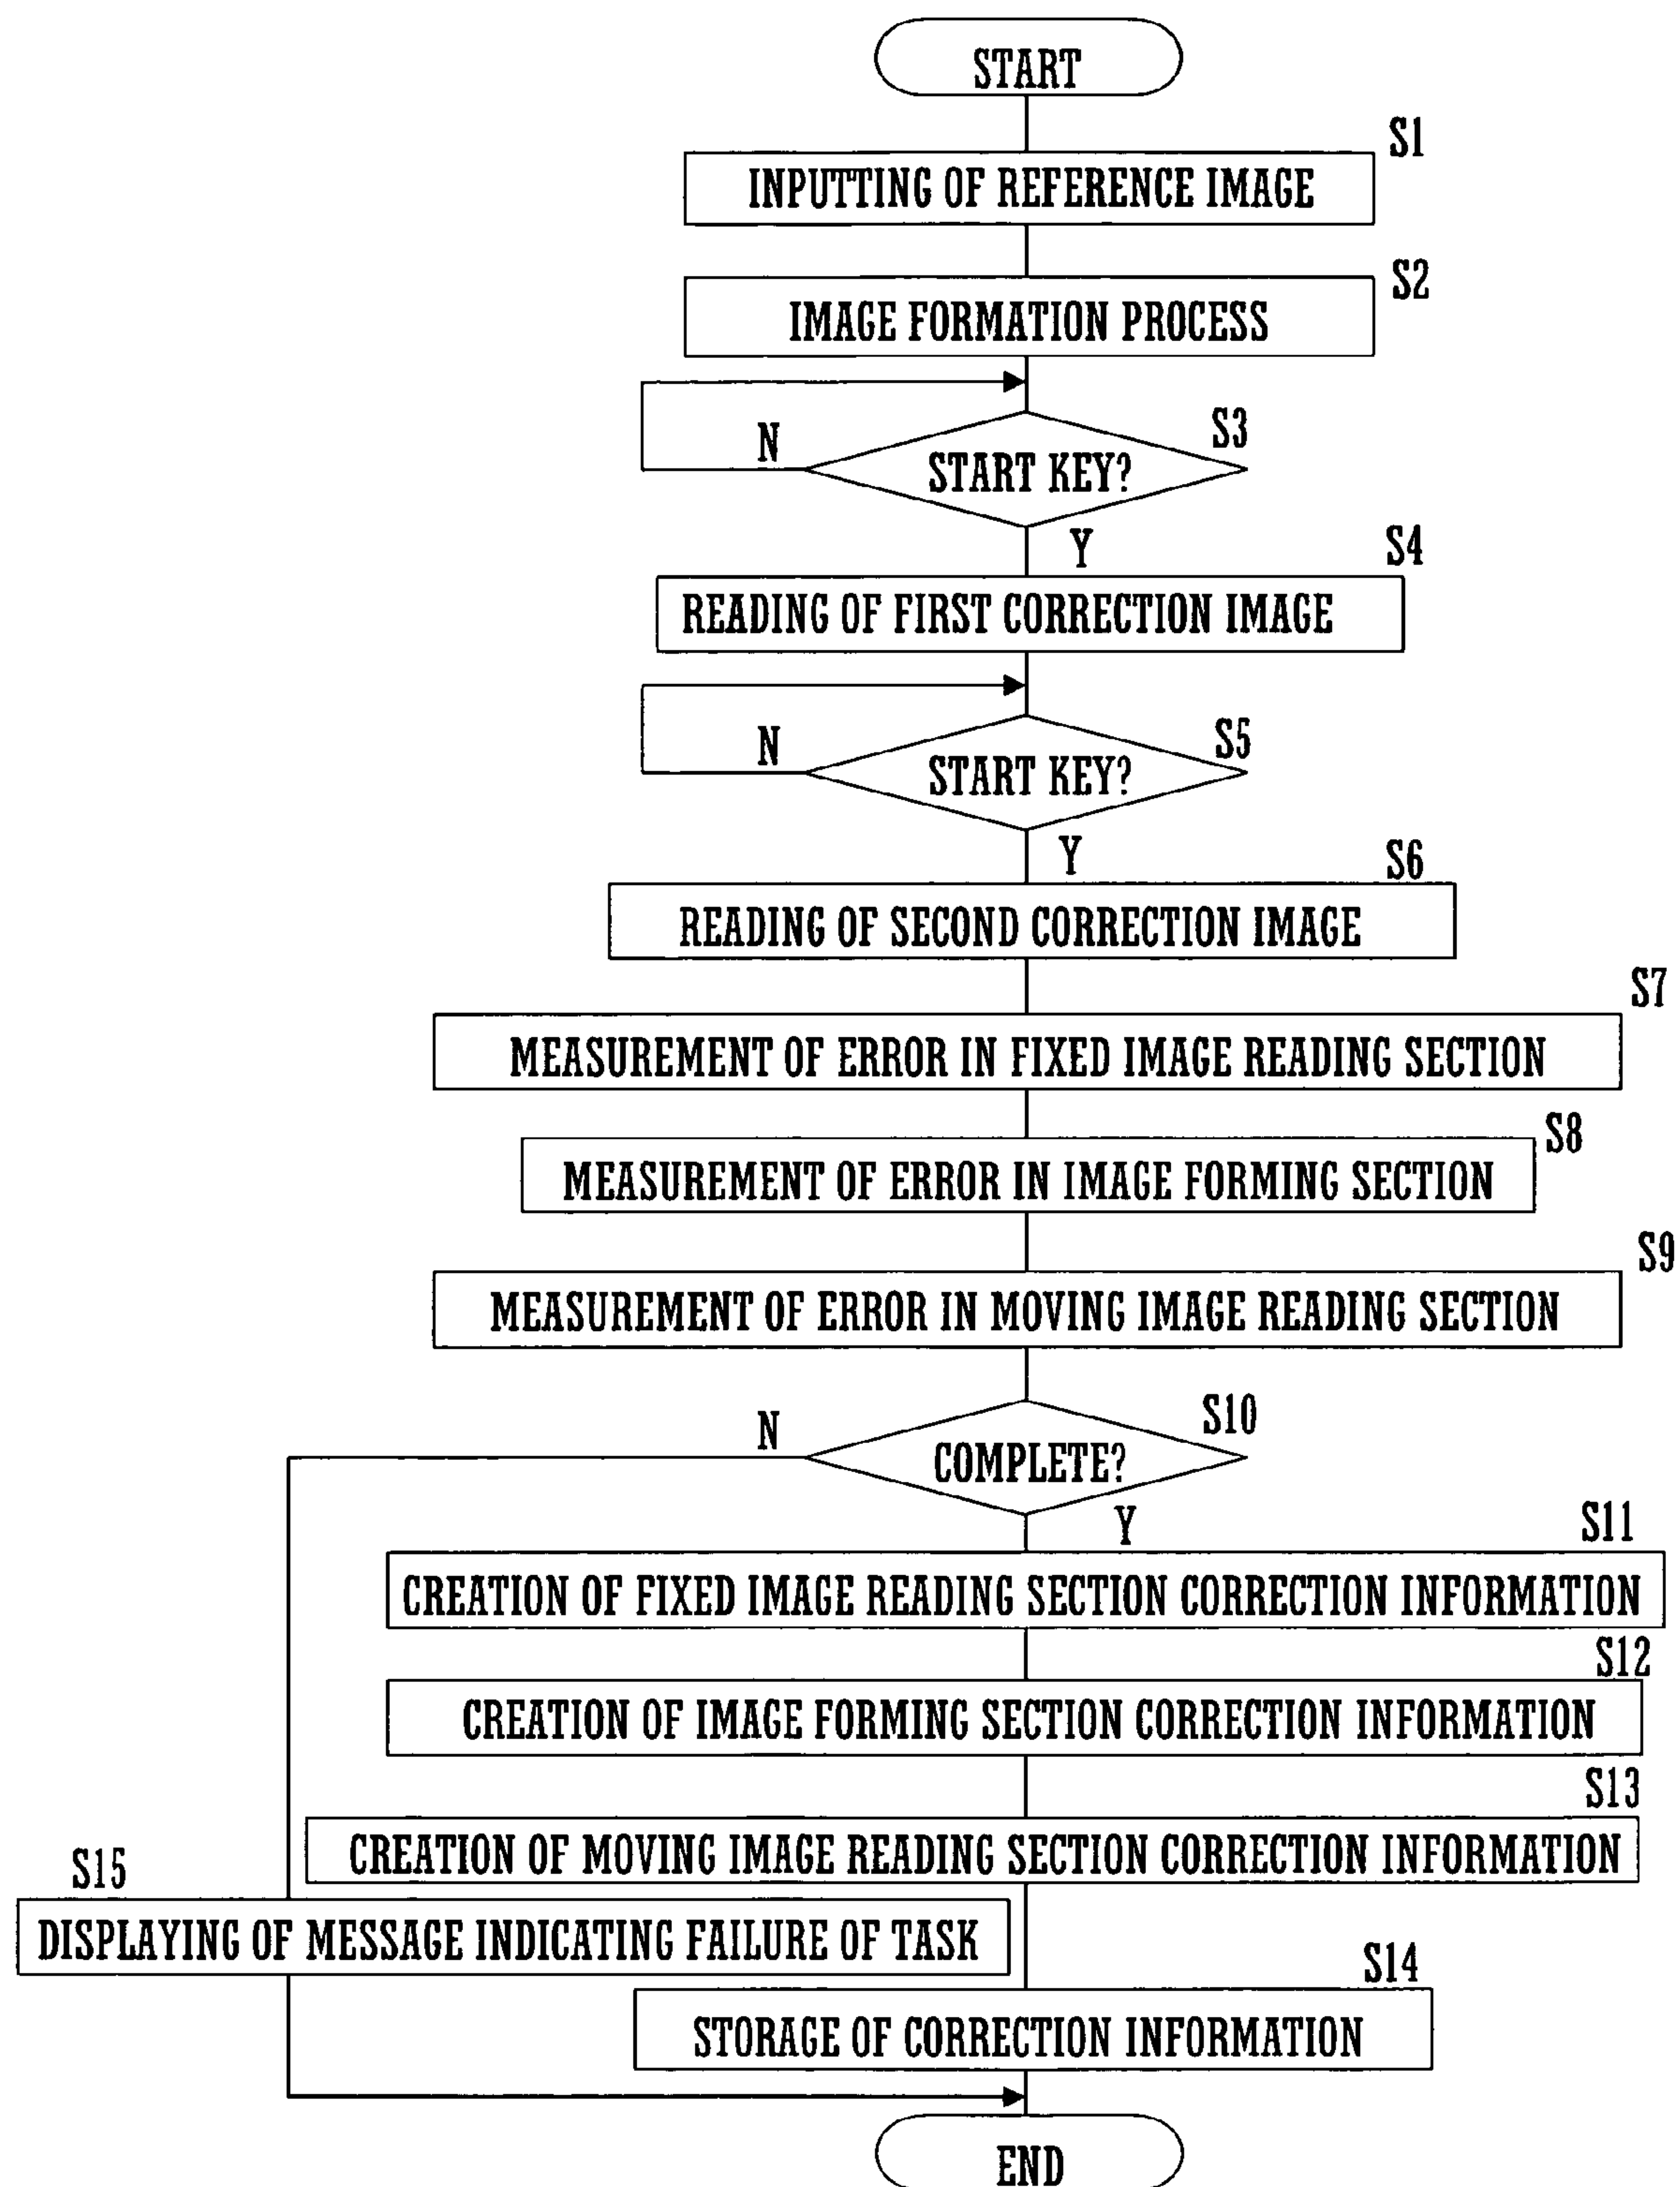 START
S1
INPUTTING OF REFERENCE IMAGE
S2
IMAGE FORMATION PROCESS
S3
N
START KEY?
Y
S4
READING OF FIRST CORRECTION IMAGE
S5
N
START KEY?
Y
S6
READING OF SECOND CORRECTION IMAGE
S7
MEASUREMENT OF ERROR IN FIXED IMAGE READING SECTION
S8
MEASUREMENT OF ERROR IN IMAGE FORMING SECTION
S9
MEASUREMENT OF ERROR IN MOVING IMAGE READING SECTION
S10
N
COMPLETE?
Y
S11
CREATION OF FIXED IMAGE READING SECTION CORRECTION INFORMATION
S12
CREATION OF IMAGE FORMING SECTION CORRECTION INFORMATION
S13
CREATION OF MOVING IMAGE READING SECTION CORRECTION INFORMATION
S15
DISPLAYING OF MESSAGE INDICATING FAILURE OF TASK
S14
STORAGE OF CORRECTION INFORMATION
END